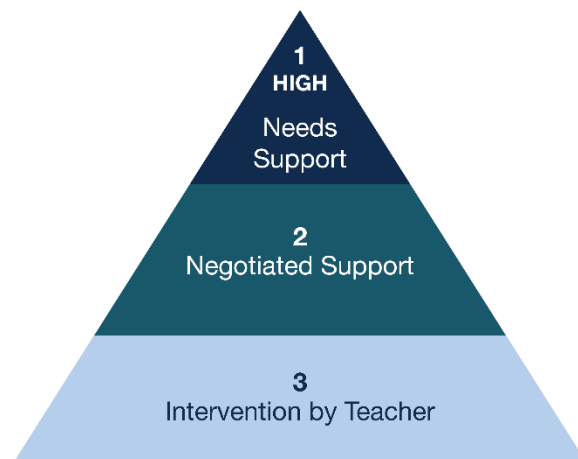 1
HIGH
Needs
Support
2
Negotiated Support
3
Intervention by Teacher